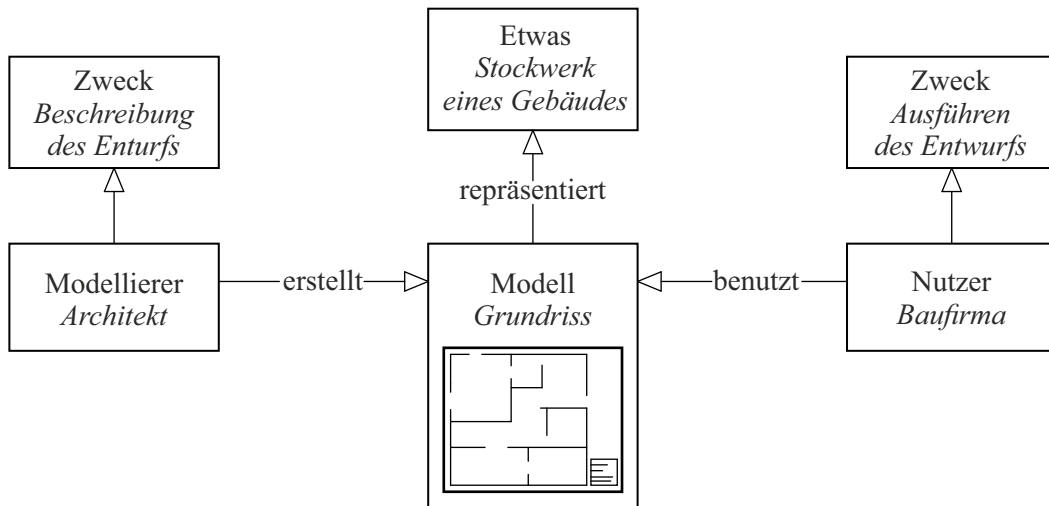 Zweck
Beschreibung
des Enturfs
Etwas
Stockwerk
eines Gebäudes
Zweck
Ausführen
des Entwurfs
repräsentiert
Modellierer
Architekt
erstellt
Modell
Grundriss
benutzt
Nutzer
Baufirma